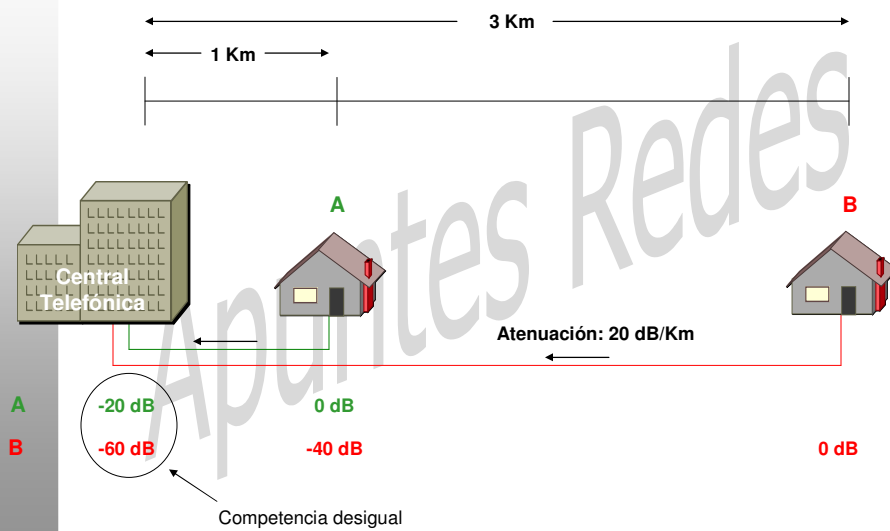 3 Km
1 Km
A
B
Central
Telefónica
Atenuación: 20 dB/Km
A
-20 dB
0 dB
B
-60 dB
-40 dB
0 dB
Competencia desigual
Apuntes Redes